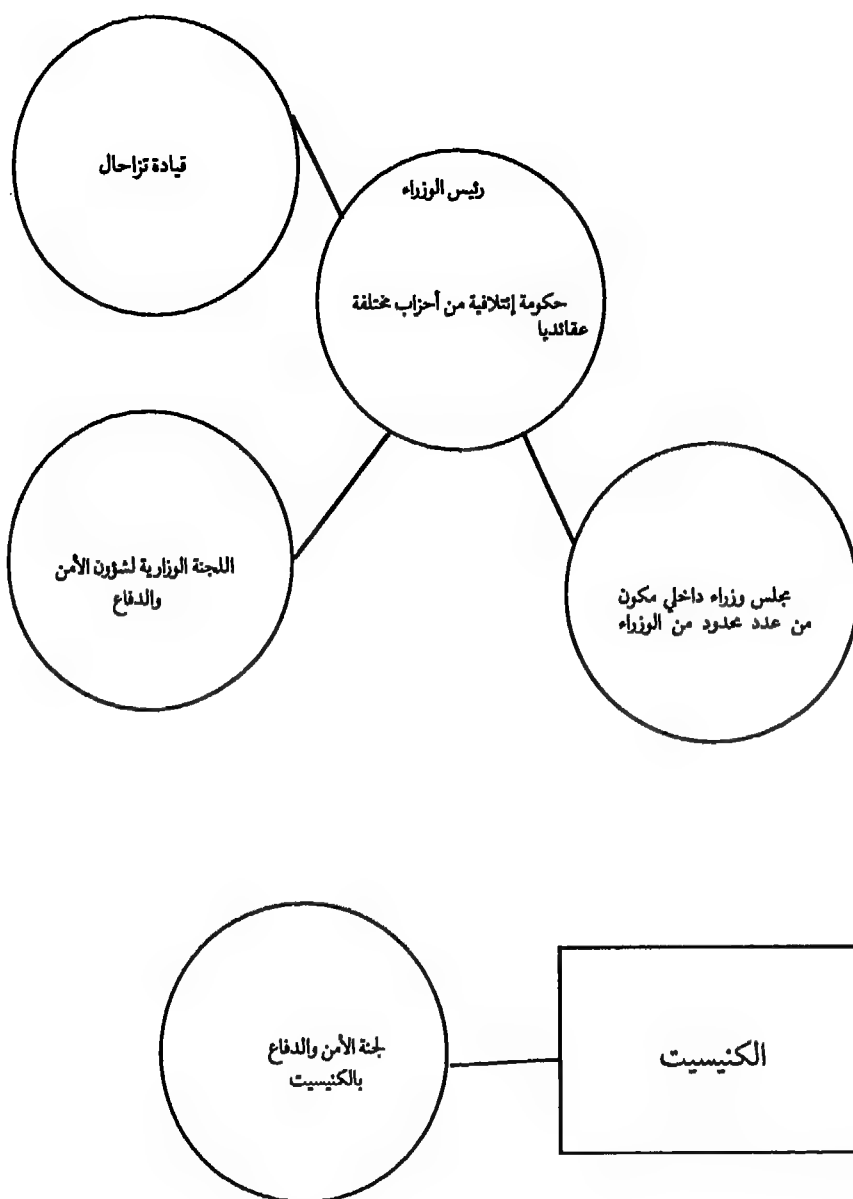 قيادة تزاحال
رئيس الوزراء
حكومة إئتلافية من أحزاب مختلفة
عقائديا
اللجنة الوزارية لشؤون الأمن
والدفاع
مجلس وزراء داخلي مكون
من عدد محدود من الوزراء
لجنة الأمن والدفاع
بالكنيسيت
الكنيسيت